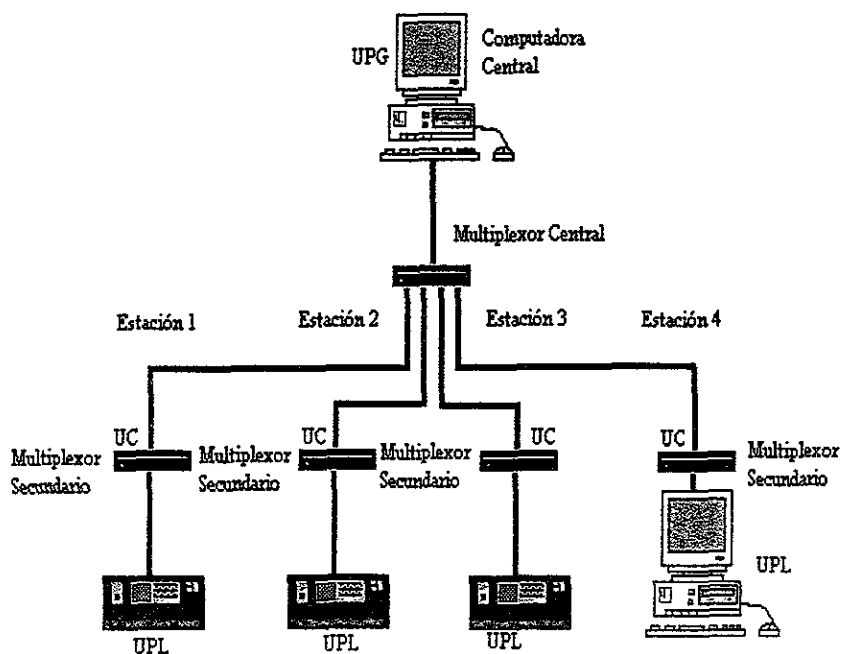 UPG
Computadora
Central
Multiplexor Central
Estación 1
Estación 2
Estación 3
Estación 4
UC
Multiplexor
Secundario
UC
Multiplexor
Secundario
UC
Multiplexor
Secundario
UC
Multiplexor
Secundario
UPL
UPL
UPL
UPL